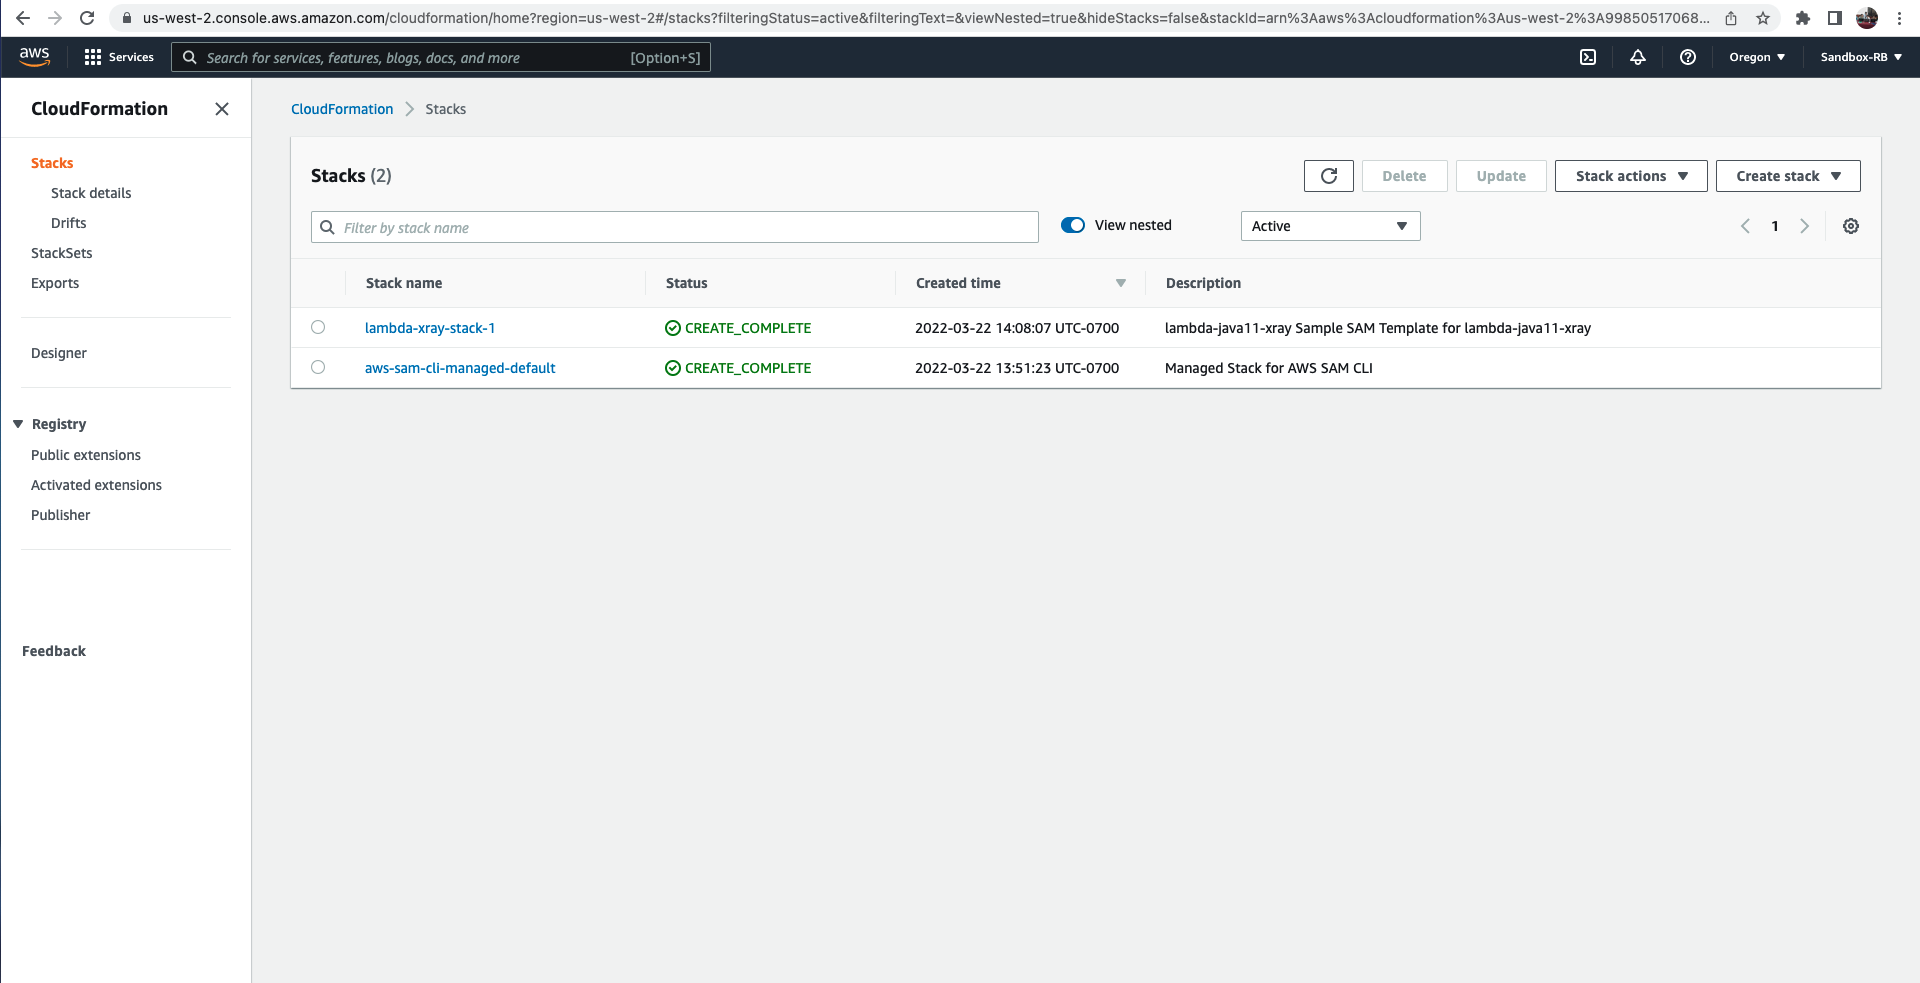 us-west-2.console.aws.amazon.com/cloudformation/home?region=us-west-2#/stacks?filteringStatus=active&filteringText=&viewNested=true&hideStacks=false&stackId=arn%3Aaws%3Acloudformation%3Aus-west-2%3A99850517068...
aws Services Search for services, features, blogs, docs, and more [Option+S] Oregon Sandbox-RB
CloudFormation
CloudFormation Stacks
Stacks
Stack details
Drifts
StackSets
Exports
Designer
Registry
Public extensions
Activated extensions
Publisher
Feedback
Stacks (2) Delete Update Stack actions Create stack
Filter by stack name View nested Active 1
Stack name Status Created time Description
lambda-xray-stack-1 CREATE_COMPLETE 2022-03-22 14:08:07 UTC-0700 lambda-java11-xray Sample SAM Template for lambda-java11-xray
aws-sam-cli-managed-default CREATE_COMPLETE 2022-03-22 13:51:23 UTC-0700 Managed Stack for AWS SAM CLI